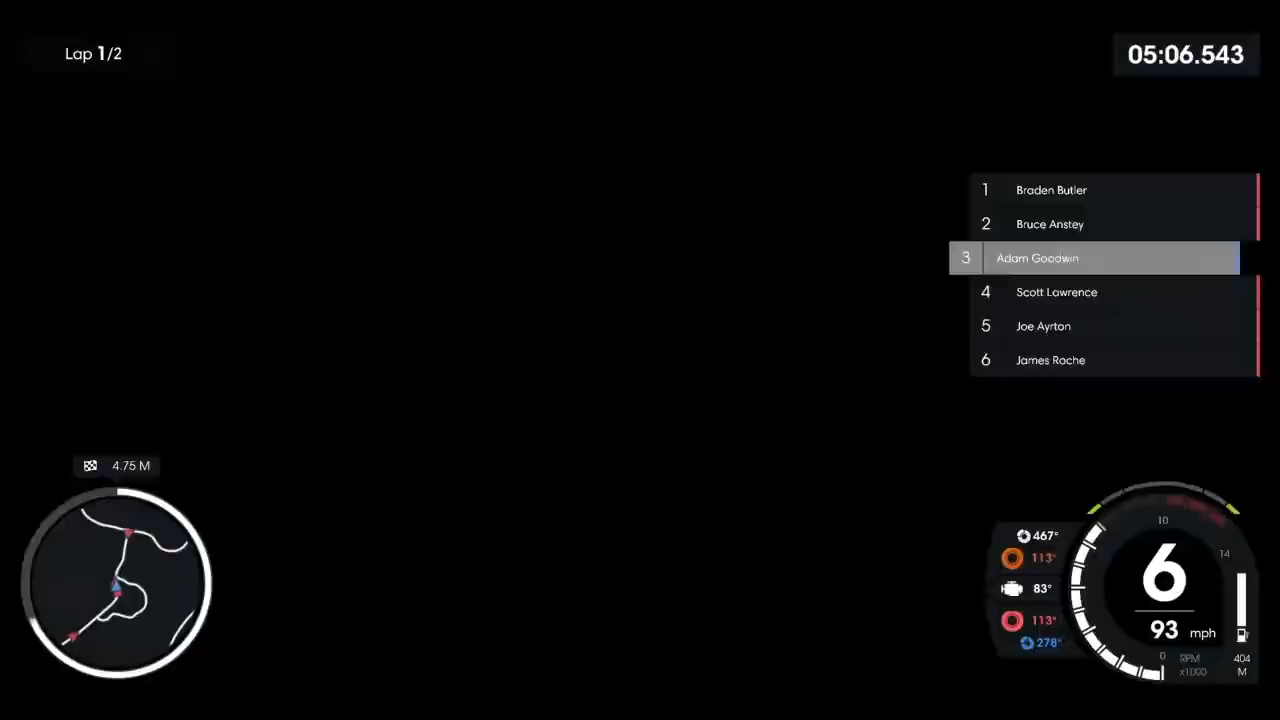 Lap 1/2
05:06.543
1 Braden Butler
2 Bruce Anstey
3 Adam Goodwin
4 Scott Lawrence
5 Joe Ayrton
6 James Roche
4.75 M
467°
113°
83°
113°
278°
10
14
6
93 mph
0
RPM
x1000
404
M